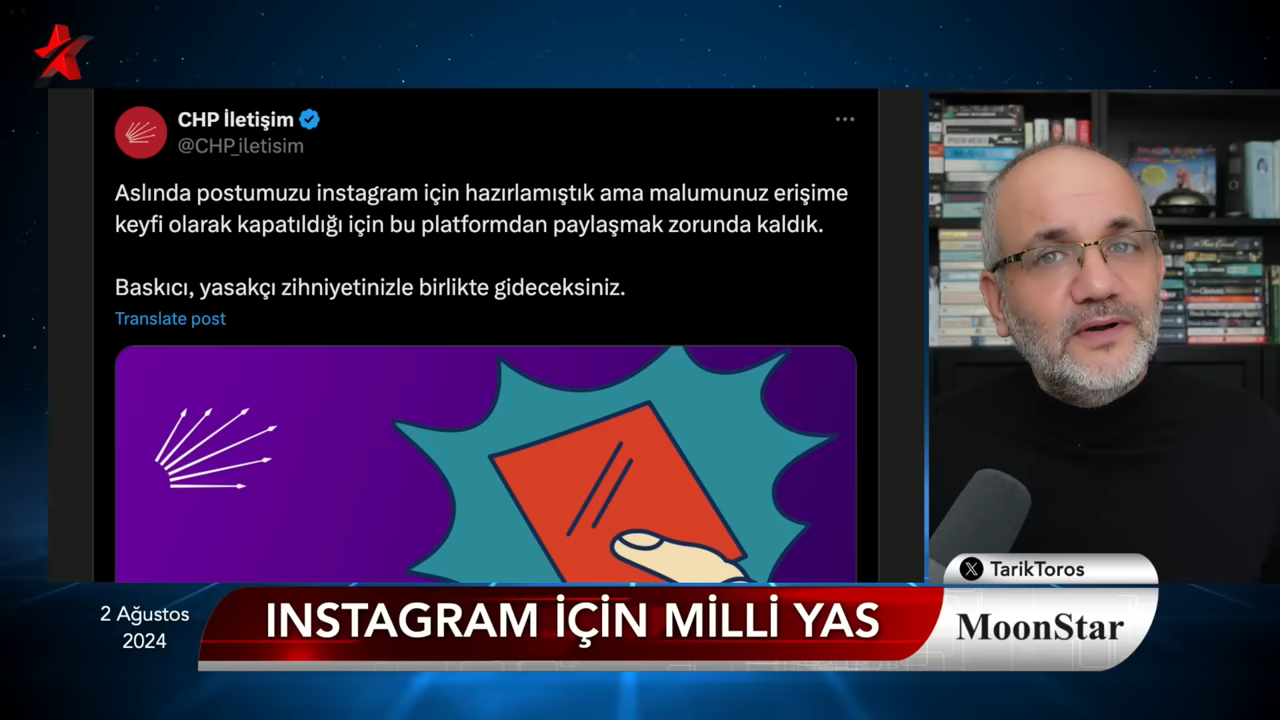 CHP İletişim
@CHP_iletisim
Aslında postumuzu instagram için hazırlamıştık ama malumunuz erişime
keyfi olarak kapatıldığı için bu platformdan paylaşmak zorunda kaldık.
Baskıcı, yasakçı zihniyetinizle birlikte gideceksiniz.
Translate post
TarikToros
2 Ağustos
2024
INSTAGRAM İÇİN MİLLİ YAS
MoonStar